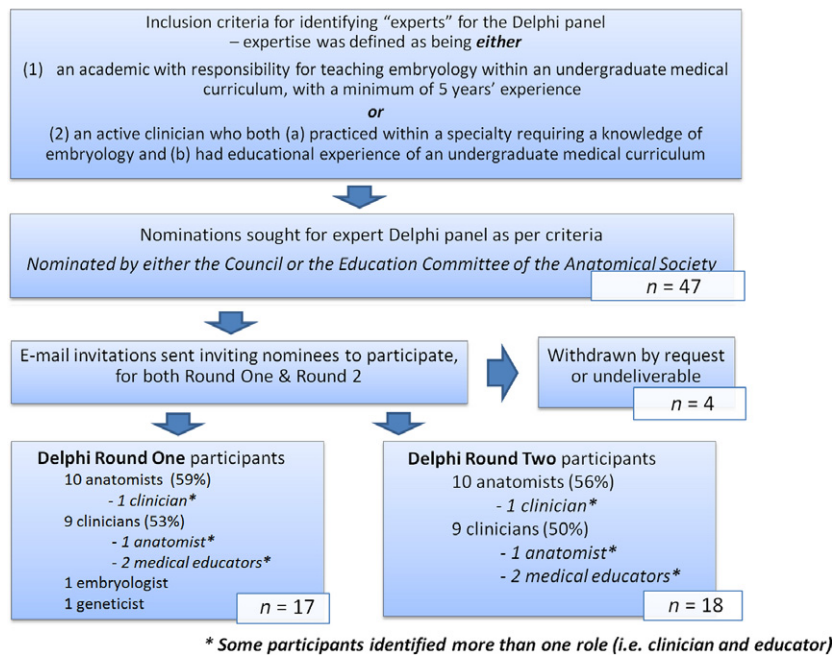 Inclusion criteria for identifying “experts” for the Delphi panel
– expertise was defined as being either
(1) an academic with responsibility for teaching embryology within an undergraduate medical
curriculum, with a minimum of 5 years’ experience
or
(2) an active clinician who both (a) practiced within a specialty requiring a knowledge of
embryology and (b) had educational experience of an undergraduate medical curriculum
Nominations sought for expert Delphi panel as per criteria
Nominated by either the Council or the Education Committee of the Anatomical Society
n = 47
E-mail invitations sent inviting nominees to participate,
for both Round One & Round 2
Withdrawn by request
or undeliverable
n = 4
Delphi Round One participants
10 anatomists (59%)
- 1 clinician*
9 clinicians (53%)
- 1 anatomist*
- 2 medical educators*
1 embryologist
1 geneticist
n = 17
Delphi Round Two participants
10 anatomists (56%)
- 1 clinician*
9 clinicians (50%)
- 1 anatomist*
- 2 medical educators*
n = 18
* Some participants identified more than one role (i.e. clinician and educator)